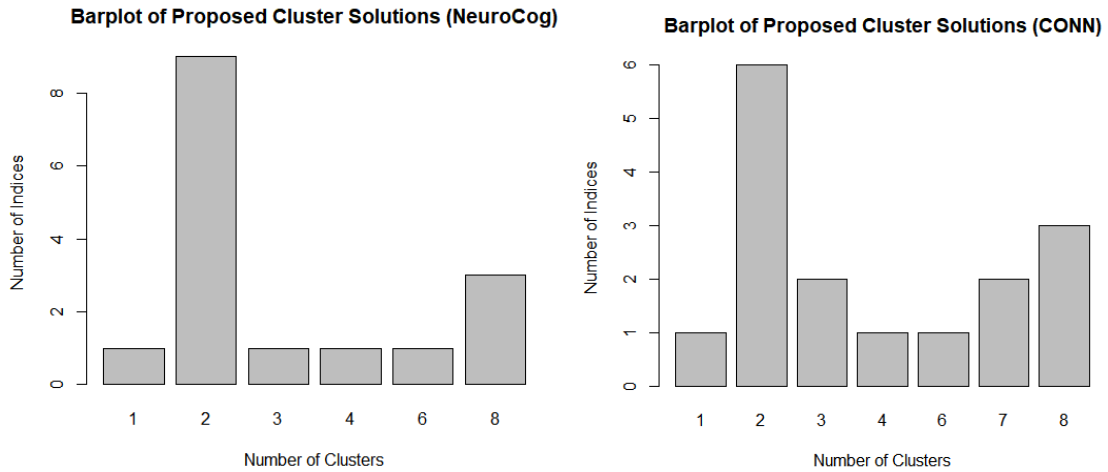 Barplot of Proposed Cluster Solutions (NeuroCog)
Number of Indices
8
6
4
2
0
1 2 3 4 6 8
Number of Clusters
Barplot of Proposed Cluster Solutions (CONN)
Number of Indices
6
5
4
3
2
1
0
1 2 3 4 6 7 8
Number of Clusters